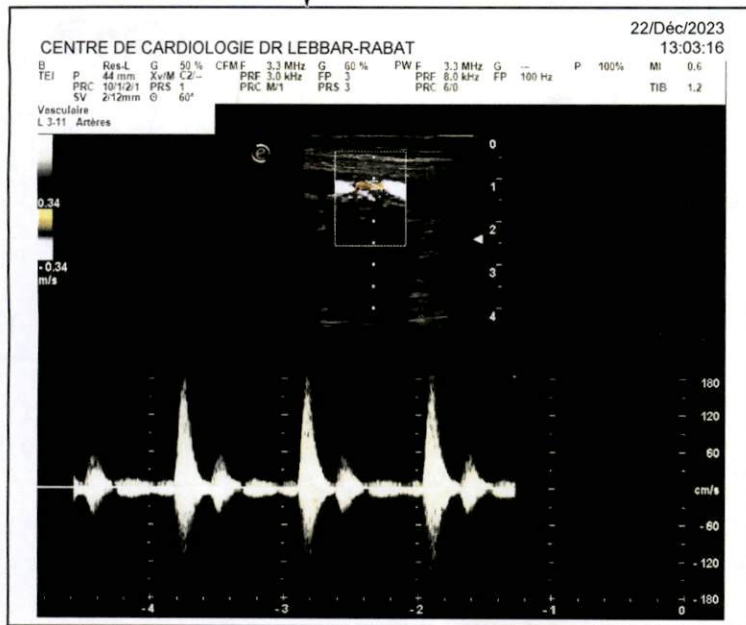 22/Déc/2023
CENTRE DE CARDIOLOGIE DR LEBBAR-RABAT 13:03:16
B Res-L G 50 % CFM F 3.3 MHz G 60 % PW F 3.3 MHz G -- P 100% MI 0.6
TEI P 44 mm Xv/M C2/-- PRF 3.0 kHz FP 3 PRF 8.0 kHz FP 100 Hz
PRC 10/1/2/1 PRS 1 PRC M/1 PRS 3 PRC 6/0 TIB 1.2
SV 2/12mm Θ 60°
Vasculaire
L 3-11 Artères
0
1
0.34
2
- 0.34
m/s
3
4
180
120
60
cm/s
- 60
- 120
- 180
-4 -3 -2 -1 0